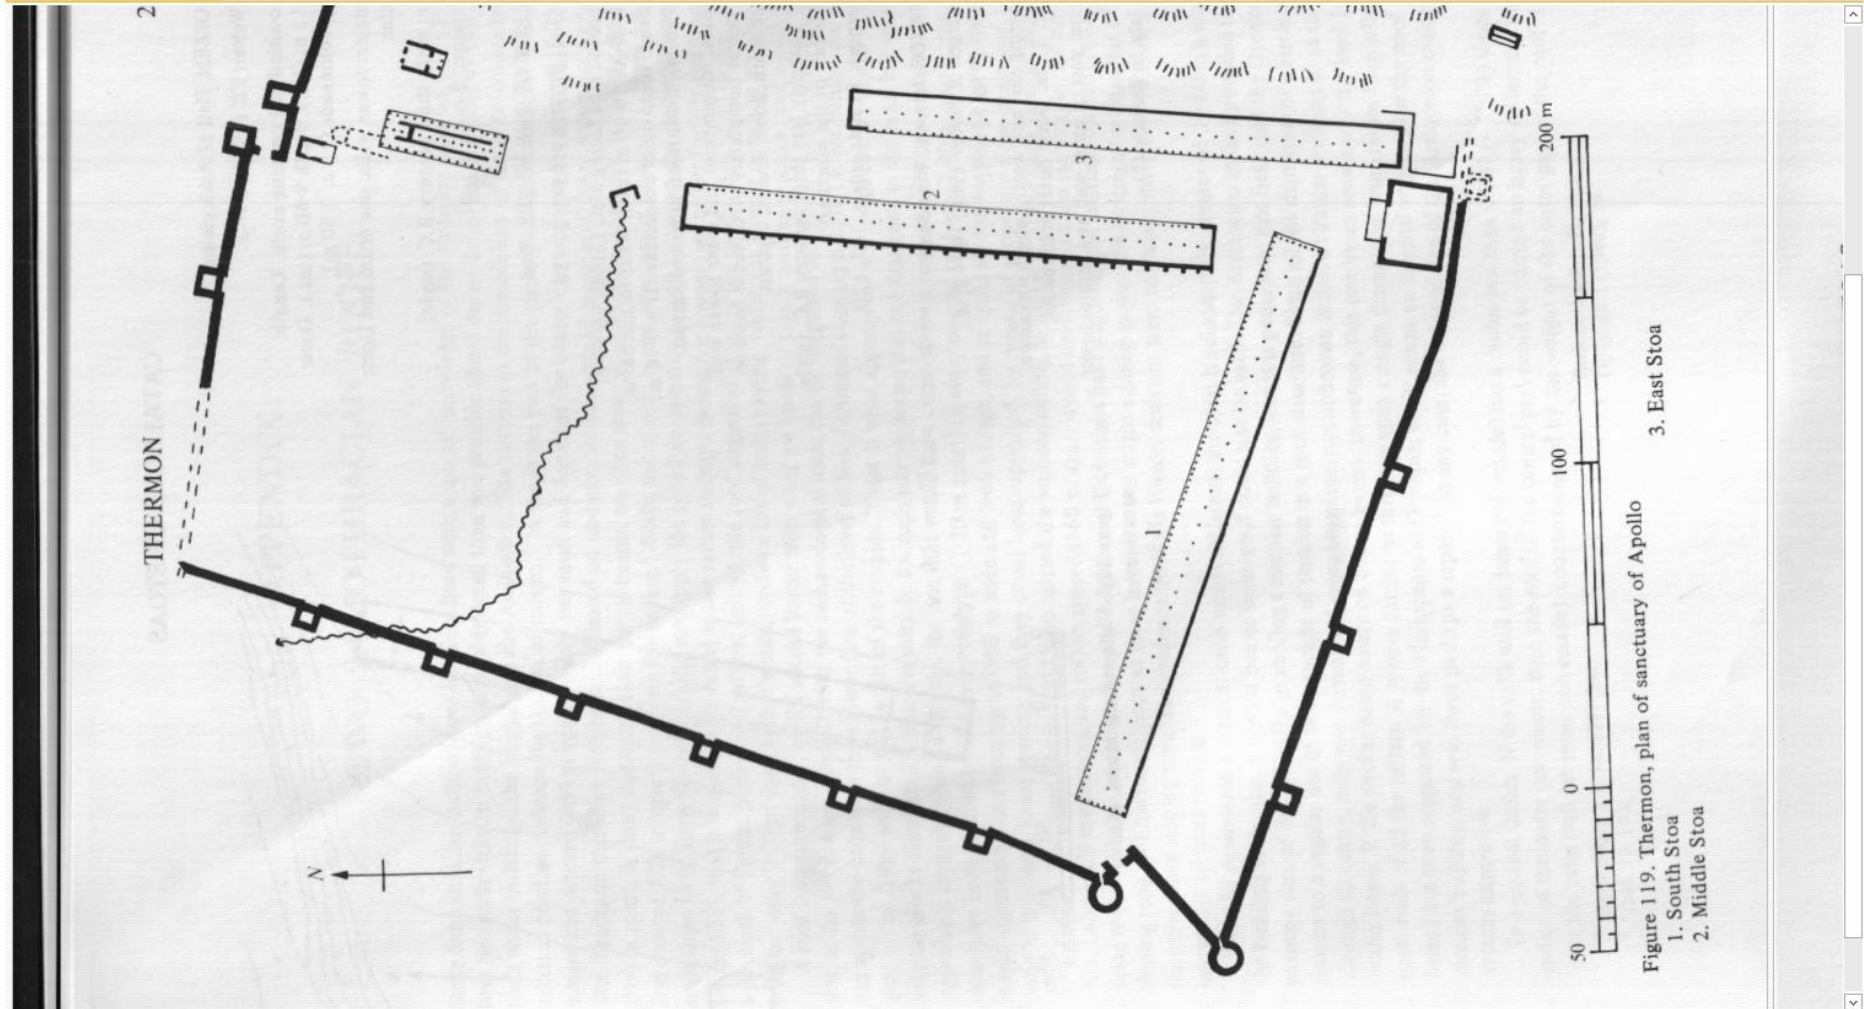 2
THERMON
N
1
2
3
50
0
100
200 m
Figure 119. Thermon, plan of sanctuary of Apollo
1. South Stoa
2. Middle Stoa
3. East Stoa